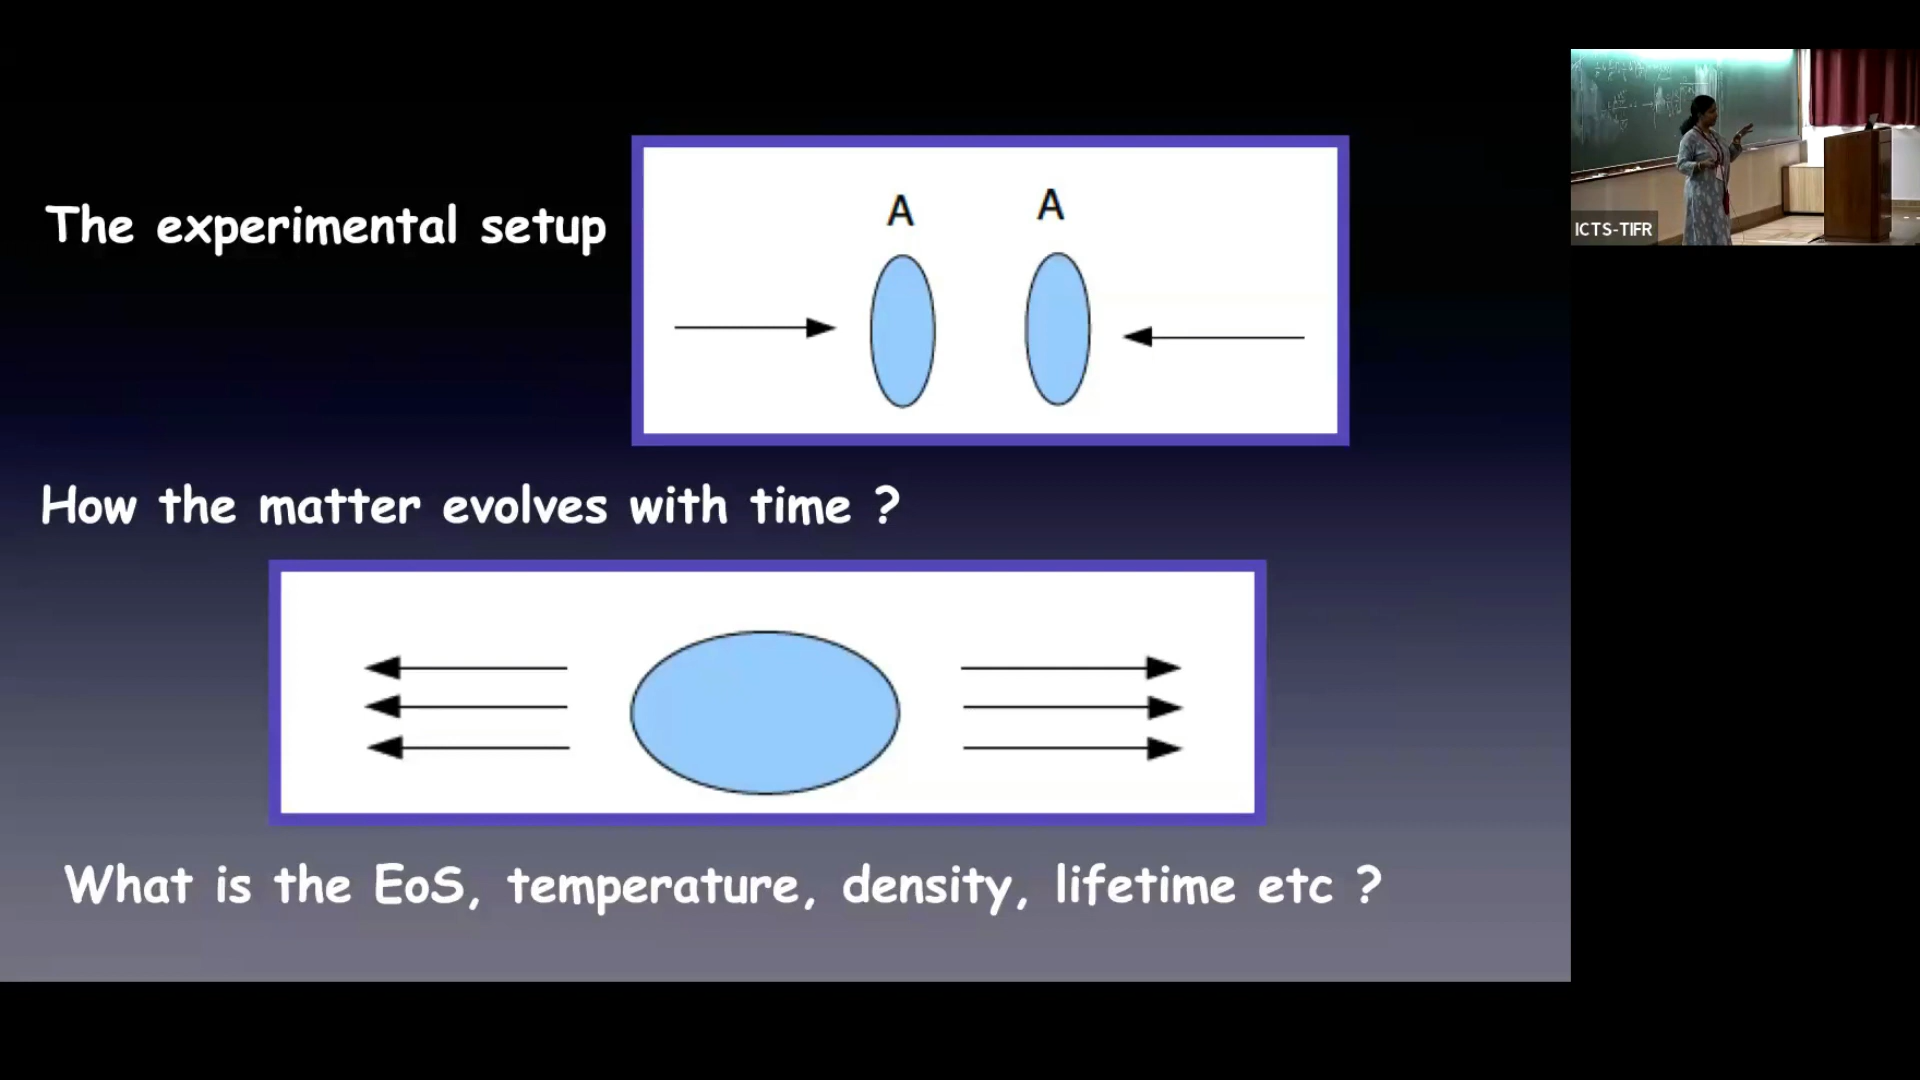 The experimental setup
A
A
How the matter evolves with time ?
What is the EoS, temperature, density, lifetime etc ?
ICTS-TIFR